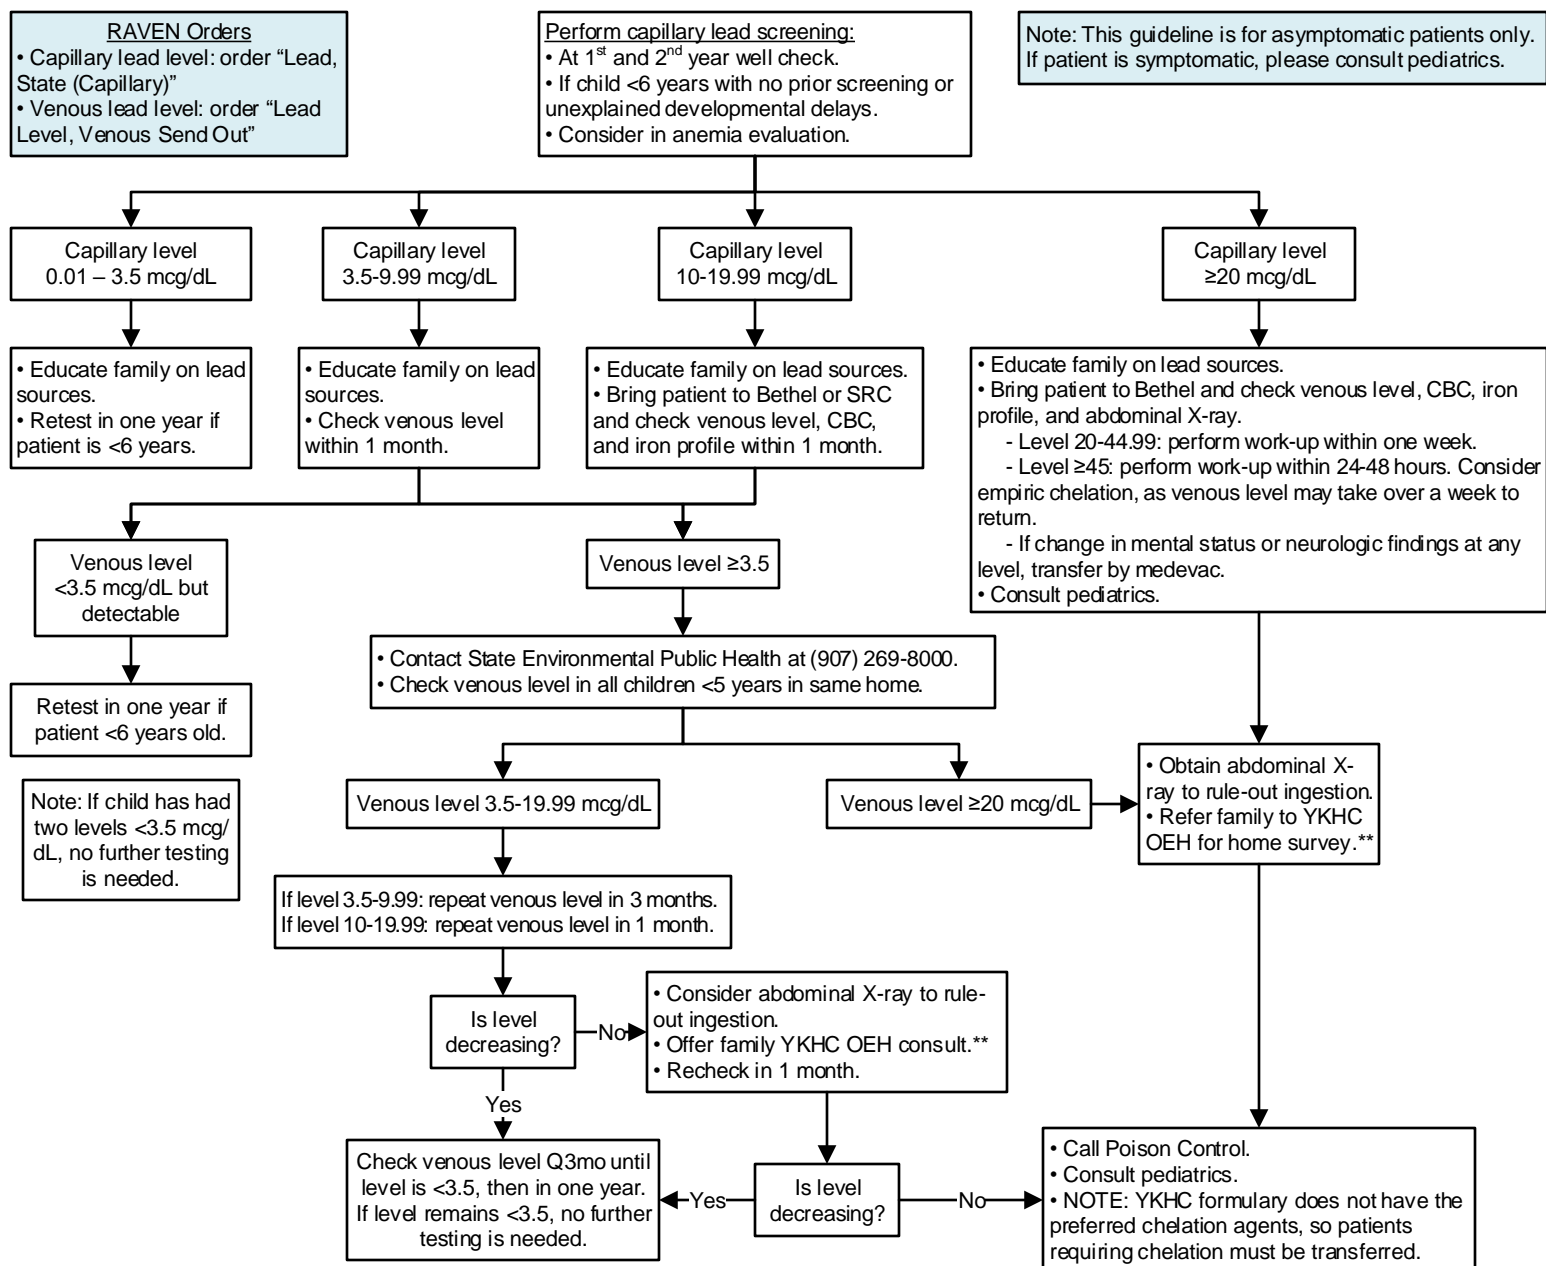 RAVEN Orders
• Capillary lead level: order “Lead,
State (Capillary)”
• Venous lead level: order “Lead
Level, Venous Send Out”
Perform capillary lead screening:
• At 1st and 2nd year well check.
• If child <6 years with no prior screening or
unexplained developmental delays.
• Consider in anemia evaluation.
Note: This guideline is for asymptomatic patients only.
If patient is symptomatic, please consult pediatrics.
Capillary level
0.01 – 3.5 mcg/dL
Capillary level
3.5-9.99 mcg/dL
Capillary level
10-19.99 mcg/dL
Capillary level
≥20 mcg/dL
• Educate family on lead
sources.
• Retest in one year if
patient is <6 years.
• Educate family on lead
sources.
• Check venous level
within 1 month.
• Educate family on lead sources.
• Bring patient to Bethel or SRC
and check venous level, CBC,
and iron profile within 1 month.
• Educate family on lead sources.
• Bring patient to Bethel and check venous level, CBC, iron
profile, and abdominal X-ray.
- Level 20-44.99: perform work-up within one week.
- Level ≥45: perform work-up within 24-48 hours. Consider
empiric chelation, as venous level may take over a week to
return.
- If change in mental status or neurologic findings at any
level, transfer by medevac.
• Consult pediatrics.
Venous level
<3.5 mcg/dL but
detectable
Venous level ≥3.5
• Contact State Environmental Public Health at (907) 269-8000.
• Check venous level in all children <5 years in same home.
Retest in one year if
patient <6 years old.
Note: If child has had
two levels <3.5 mcg/
dL, no further testing
is needed.
Venous level 3.5-19.99 mcg/dL
Venous level ≥20 mcg/dL
• Obtain abdominal X-
ray to rule-out ingestion.
• Refer family to YKHC
OEH for home survey.**
If level 3.5-9.99: repeat venous level in 3 months.
If level 10-19.99: repeat venous level in 1 month.
Is level
decreasing?
No
• Consider abdominal X-ray to rule-
out ingestion.
• Offer family YKHC OEH consult.**
• Recheck in 1 month.
Yes
Check venous level Q3mo until
level is <3.5, then in one year.
If level remains <3.5, no further
testing is needed.
Yes
Is level
decreasing?
No
• Call Poison Control.
• Consult pediatrics.
• NOTE: YKHC formulary does not have the
preferred chelation agents, so patients
requiring chelation must be transferred.